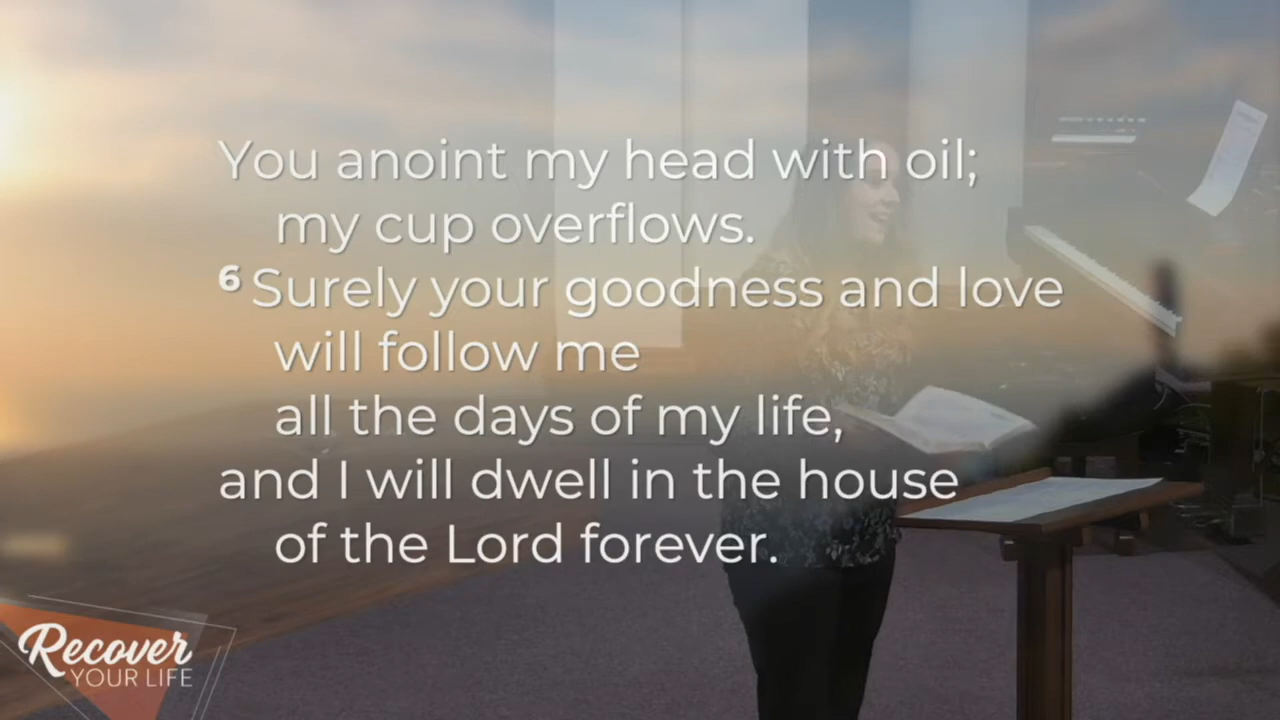 You anoint my head with oil;
my cup overflows.
6 Surely your goodness and love
will follow me
all the days of my life,
and I will dwell in the house
of the Lord forever.
Recover
YOUR LIFE